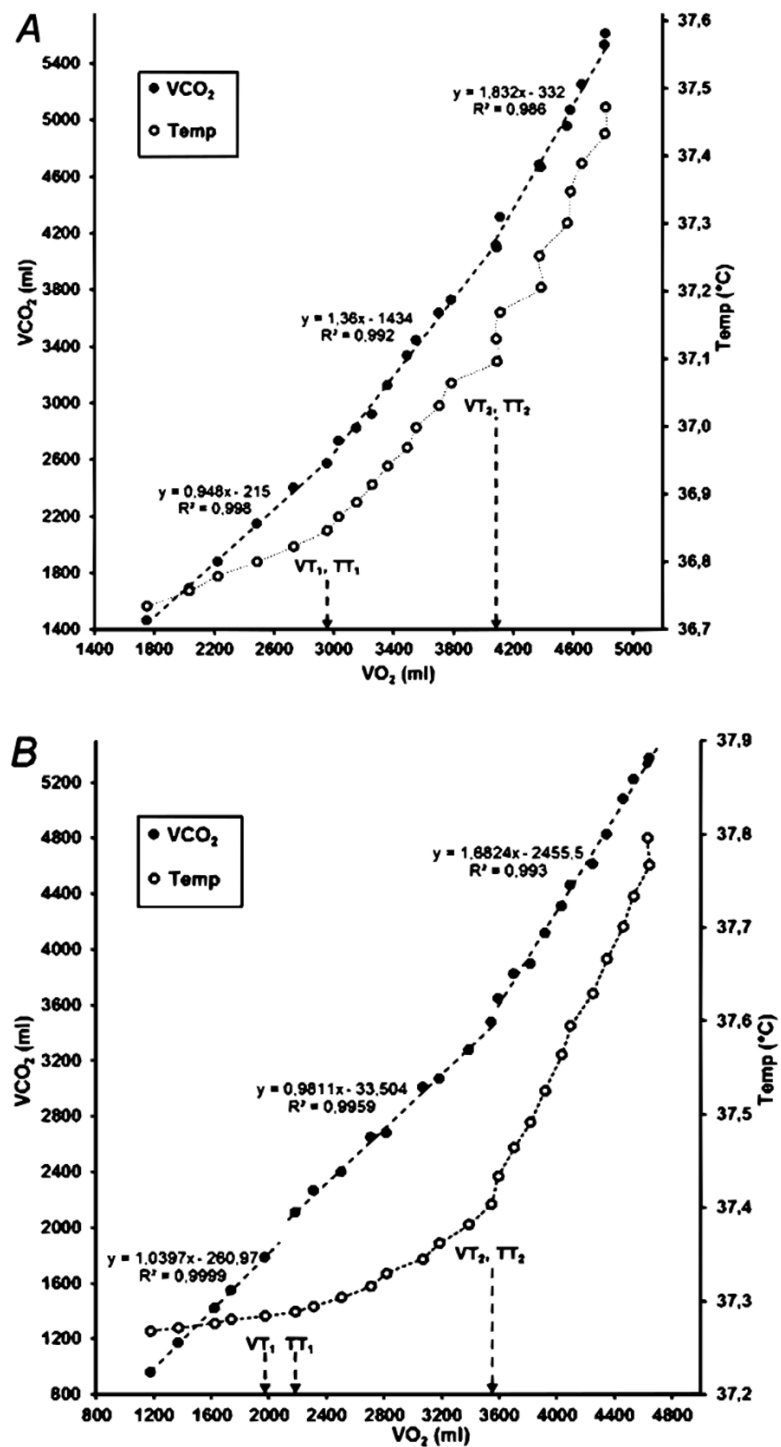 A
VCO₂
Temp
y = 1,832x - 332
R² = 0,986
y = 1,36x - 1434
R² = 0,992
y = 0,948x - 215
R² = 0,998
VT₁, TT₁
VT₃, TT₂
5400
5000
4600
4200
3800
3400
3000
2600
2200
1800
1400
VCO₂ (ml)
37,6
37,5
37,4
37,3
37,2
37,1
37,0
36,9
36,8
36,7
Temp (°C)
1400 2200 2600 3000 3400 3800 4200 4600 5000
VO₂ (ml)
B
VCO₂
Temp
y = 1,6824x - 2455,5
R² = 0,993
y = 0,9811x - 33,504
R² = 0,9959
y = 1,0397x - 260,97
R² = 0,9999
VT₁ TT₁
VT₂, TT₂
5200
4800
4400
4000
3600
3200
2800
2400
2000
1600
1200
800
VCO₂ (ml)
37,9
37,8
37,7
37,6
37,5
37,4
37,3
37,2
Temp (°C)
800 1200 1600 2000 2400 2800 3200 3600 4000 4400 4800
VO₂ (ml)